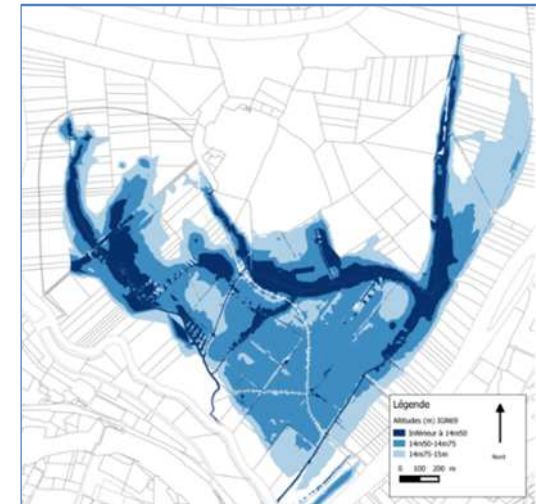 Légende
Altitudes (m) IGN69
Inférieur à 14m50
14m50-14m75
14m75-15m
0 100 200 m
Nord